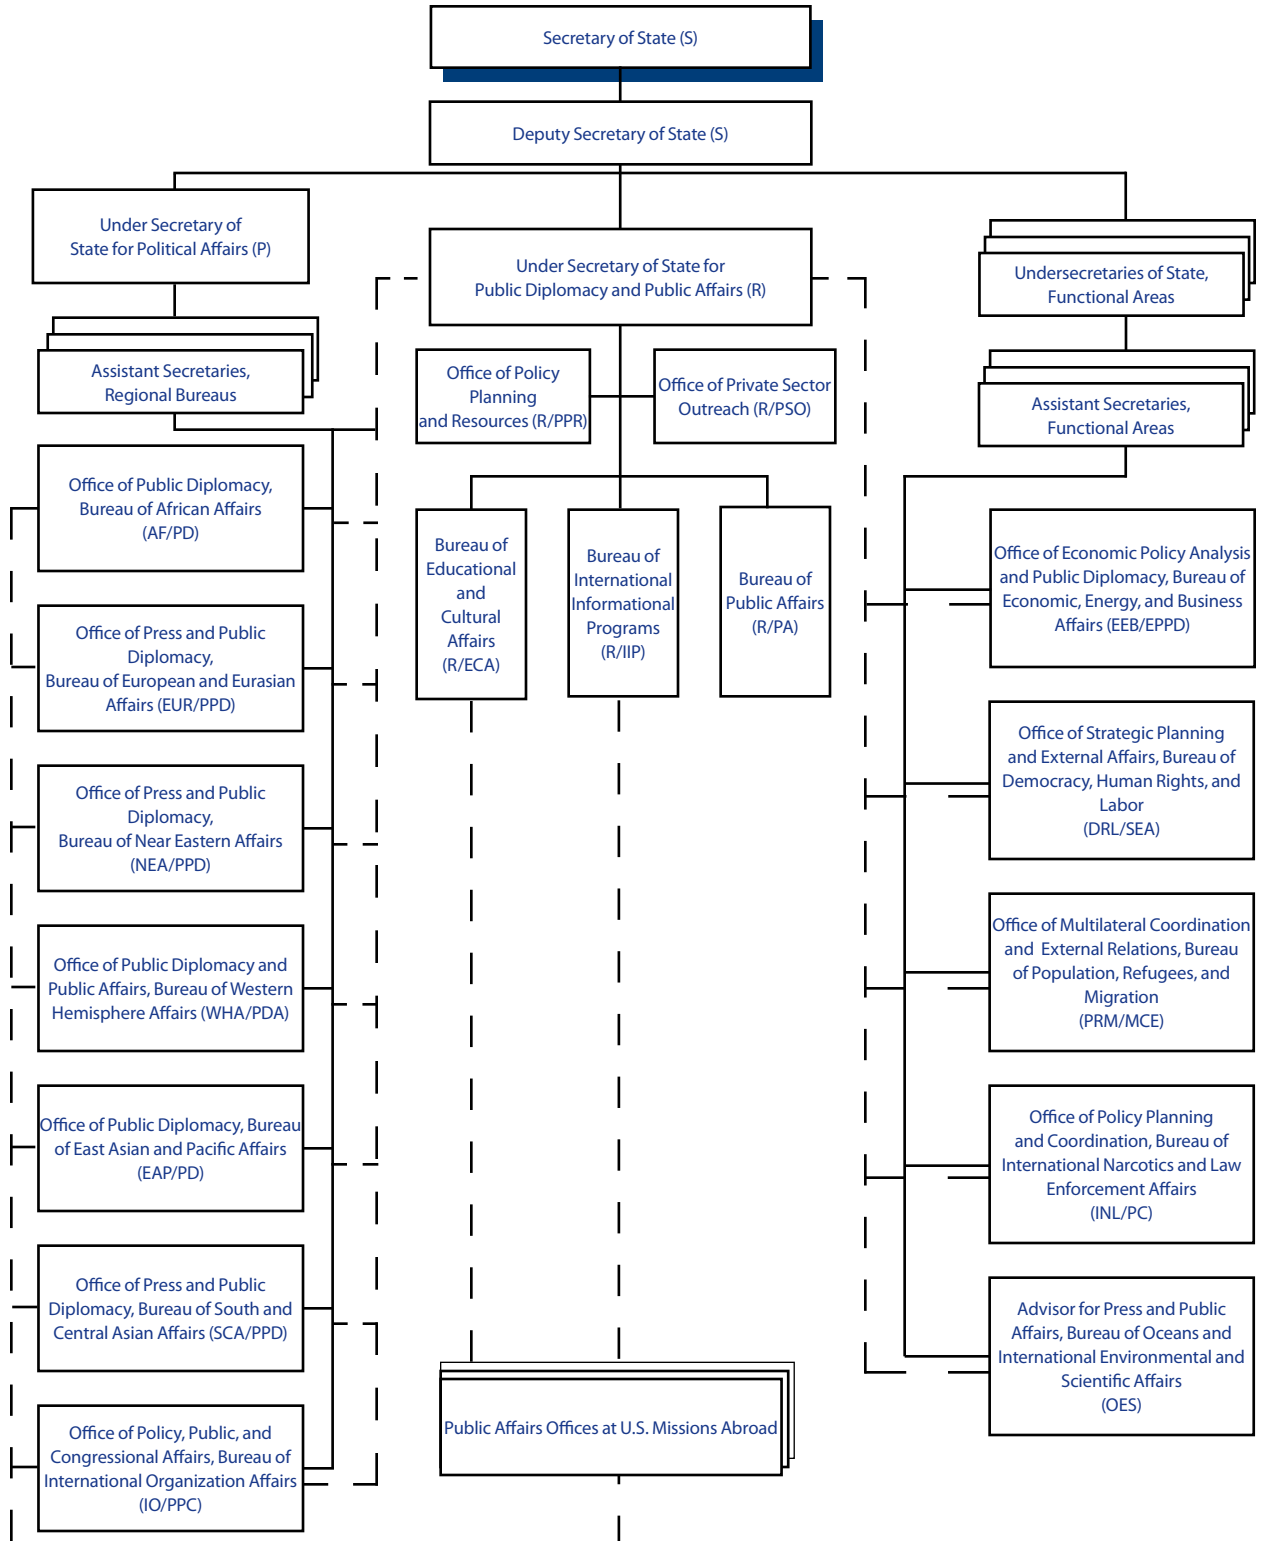 Secretary of State (S)
Deputy Secretary of State (S)
Under Secretary of
State for Political Affairs (P)
Under Secretary of State for
Public Diplomacy and Public Affairs (R)
Undersecretaries of State,
Functional Areas
Assistant Secretaries,
Regional Bureaus
Office of Policy
Planning
and Resources (R/PPR)
Office of Private Sector
Outreach (R/PSO)
Assistant Secretaries,
Functional Areas
Office of Public Diplomacy,
Bureau of African Affairs
(AF/PD)
Office of Press and Public
Diplomacy,
Bureau of European and Eurasian
Affairs (EUR/PPD)
Office of Press and Public
Diplomacy,
Bureau of Near Eastern Affairs
(NEA/PPD)
Office of Public Diplomacy and
Public Affairs, Bureau of Western
Hemisphere Affairs (WHA/PDA)
Office of Public Diplomacy, Bureau
of East Asian and Pacific Affairs
(EAP/PD)
Office of Press and Public
Diplomacy, Bureau of South and
Central Asian Affairs (SCA/PPD)
Office of Policy, Public, and
Congressional Affairs, Bureau of
International Organization Affairs
(IO/PPC)
Bureau of
Educational
and
Cultural
Affairs
(R/ECA)
Bureau of
International
Informational
Programs
(R/IIP)
Bureau of
Public Affairs
(R/PA)
Public Affairs Offices at U.S. Missions Abroad
Office of Economic Policy Analysis
and Public Diplomacy, Bureau of
Economic, Energy, and Business
Affairs (EEB/EPPD)
Office of Strategic Planning
and External Affairs, Bureau of
Democracy, Human Rights, and
Labor
(DRL/SEA)
Office of Multilateral Coordination
and External Relations, Bureau
of Population, Refugees, and
Migration
(PRM/MCE)
Office of Policy Planning
and Coordination, Bureau of
International Narcotics and Law
Enforcement Affairs
(INL/PC)
Advisor for Press and Public
Affairs, Bureau of Oceans and
International Environmental and
Scientific Affairs
(OES)